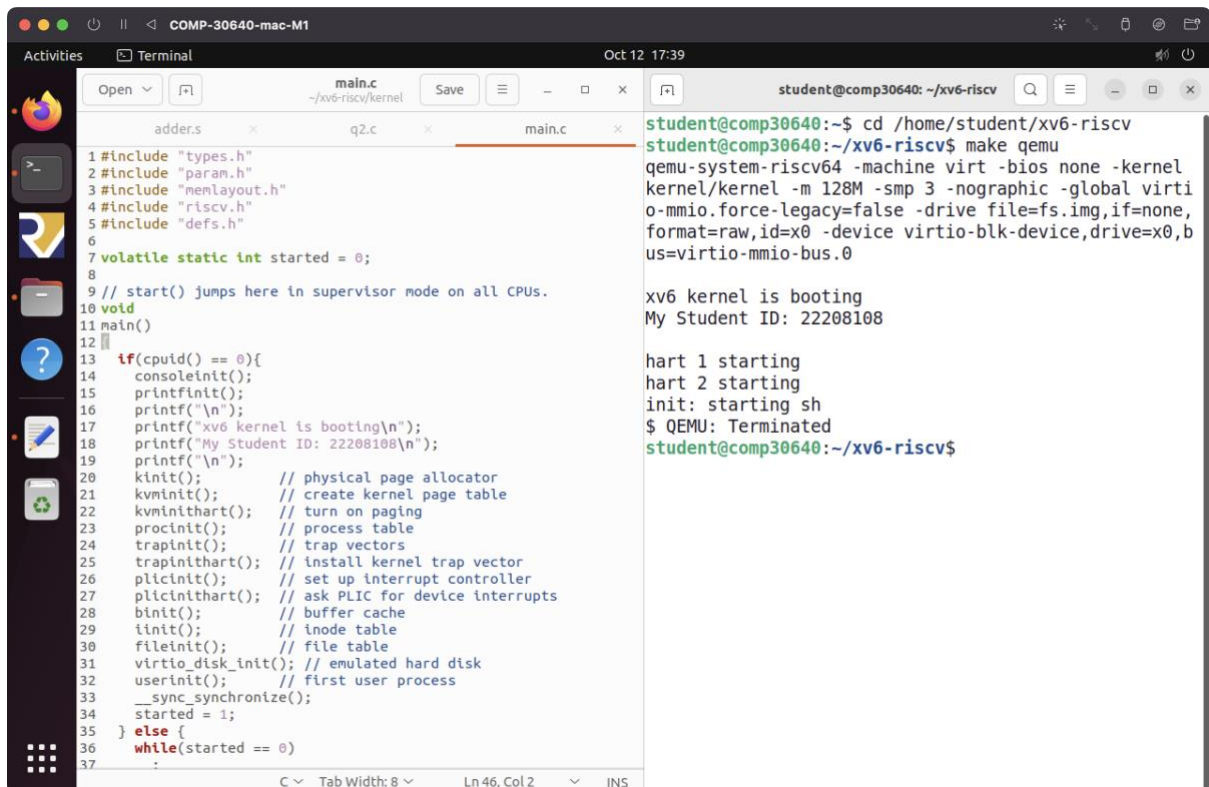 COMP-30640-mac-M1
Activities Terminal Oct 12 17:39
Open main.c Save
~/xv6-riscv/kernel
adder.s × q2.c × main.c ×
1 #include "types.h"
2 #include "param.h"
3 #include "memlayout.h"
4 #include "riscv.h"
5 #include "defs.h"
6
7 volatile static int started = 0;
8
9 // start() jumps here in supervisor mode on all CPUs.
10 void
11 main()
12 {
13   if(cpuid() == 0){
14     consoleinit();
15     printfinit();
16     printf("\n");
17     printf("xv6 kernel is booting\n");
18     printf("My Student ID: 22208108\n");
19     printf("\n");
20     kinit();         // physical page allocator
21     kvminit();       // create kernel page table
22     kvminithart();   // turn on paging
23     procinit();      // process table
24     trapinit();      // trap vectors
25     trapinithart();  // install kernel trap vector
26     plicinit();      // set up interrupt controller
27     plicinithart();  // ask PLIC for device interrupts
28     binit();         // buffer cache
29     iinit();         // inode table
30     fileinit();      // file table
31     virtio_disk_init(); // emulated hard disk
32     userinit();      // first user process
33     __sync_synchronize();
34     started = 1;
35   } else {
36     while(started == 0)
37       ;
C Tab Width: 8 Ln 46, Col 2 INS
student@comp30640: ~/xv6-riscv
student@comp30640:~$ cd /home/student/xv6-riscv
student@comp30640:~/xv6-riscv$ make qemu
qemu-system-riscv64 -machine virt -bios none -kernel
kernel/kernel -m 128M -smp 3 -nographic -global virti
o-mmio.force-legacy=false -drive file=fs.img,if=none,
format=raw,id=x0 -device virtio-blk-device,drive=x0,b
us=virtio-mmio-bus.0

xv6 kernel is booting
My Student ID: 22208108

hart 1 starting
hart 2 starting
init: starting sh
$ QEMU: Terminated
student@comp30640:~/xv6-riscv$